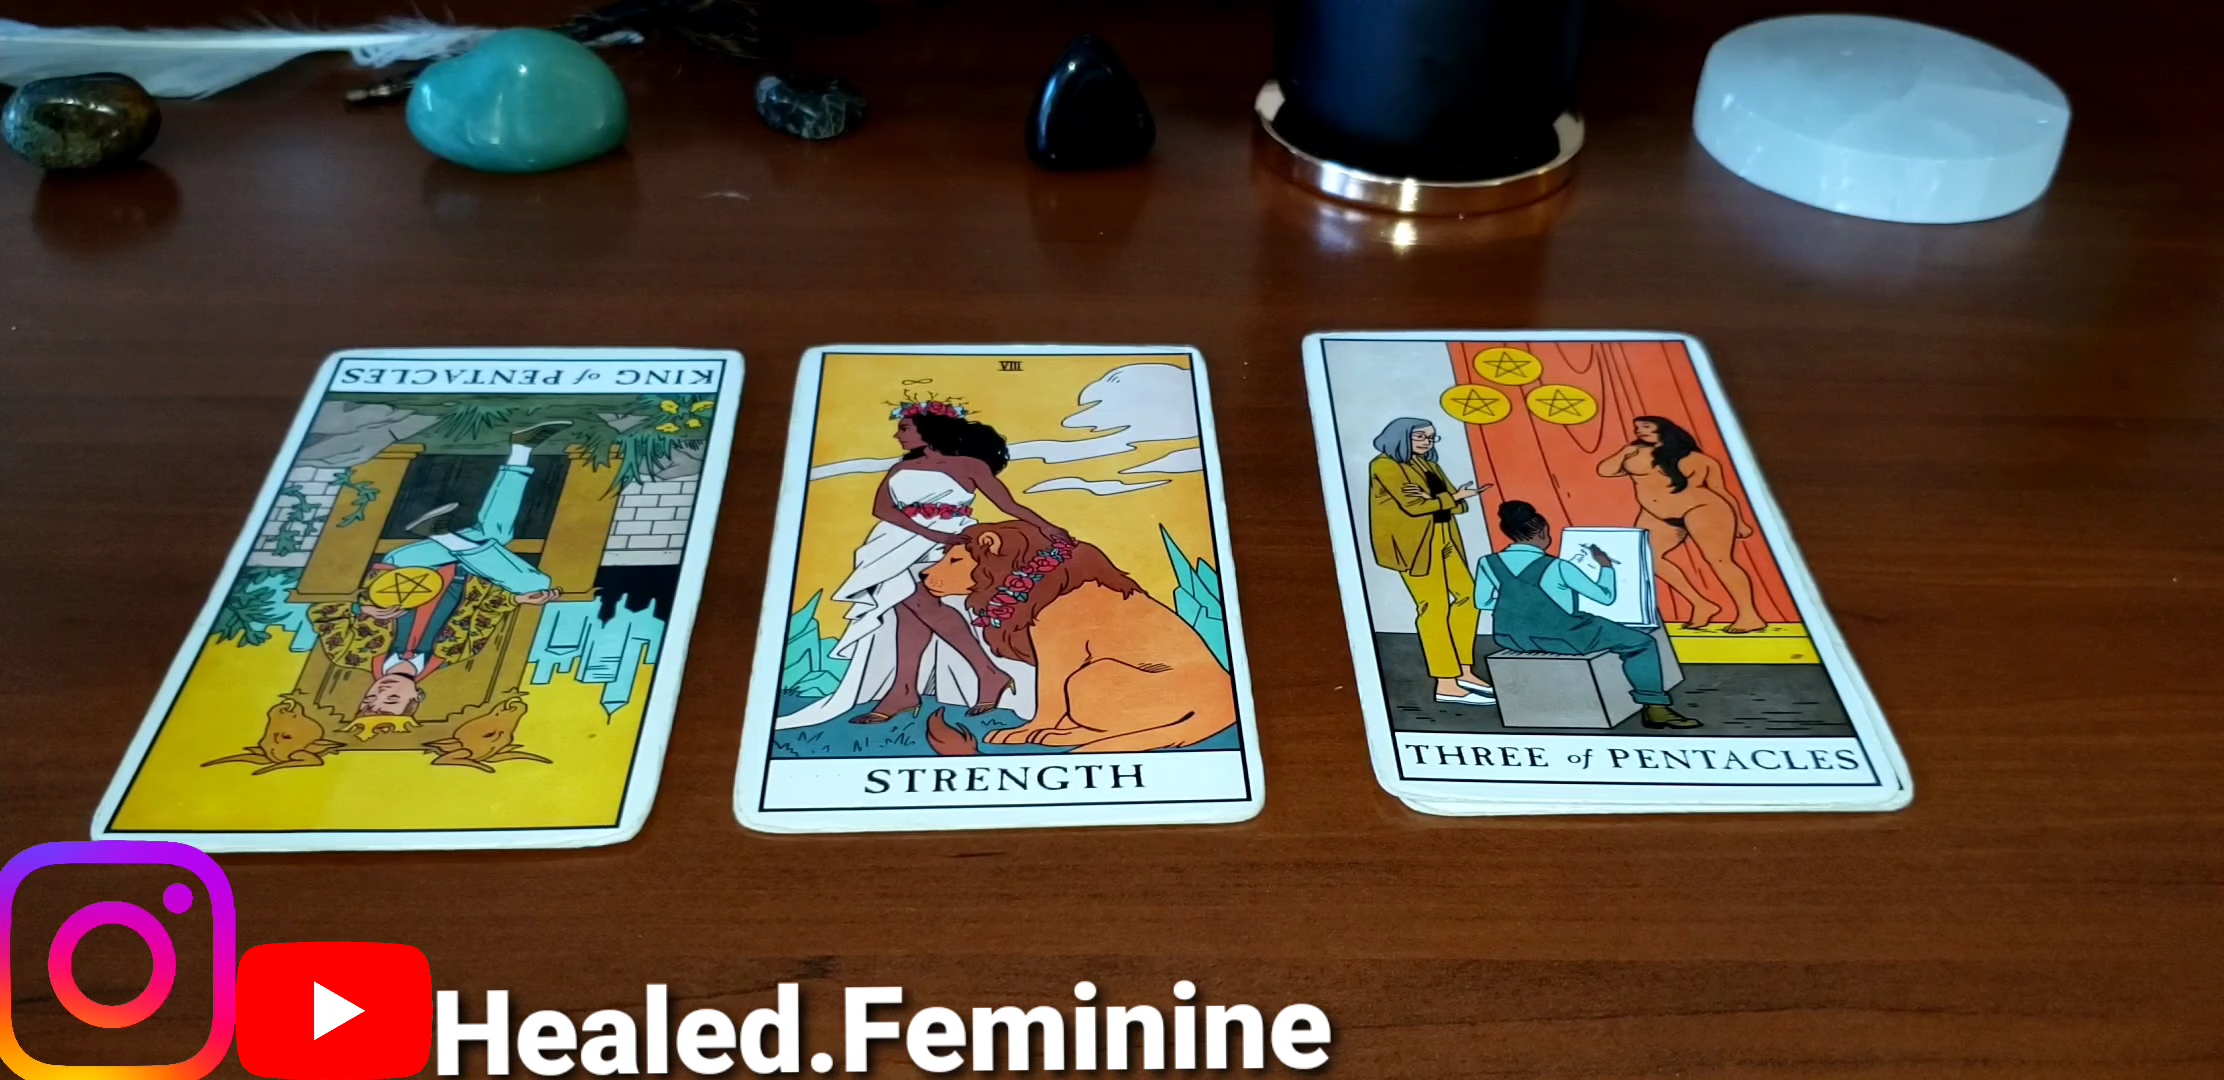 KING of PENTACLES
VIII
STRENGTH
THREE of PENTACLES
Healed.Feminine